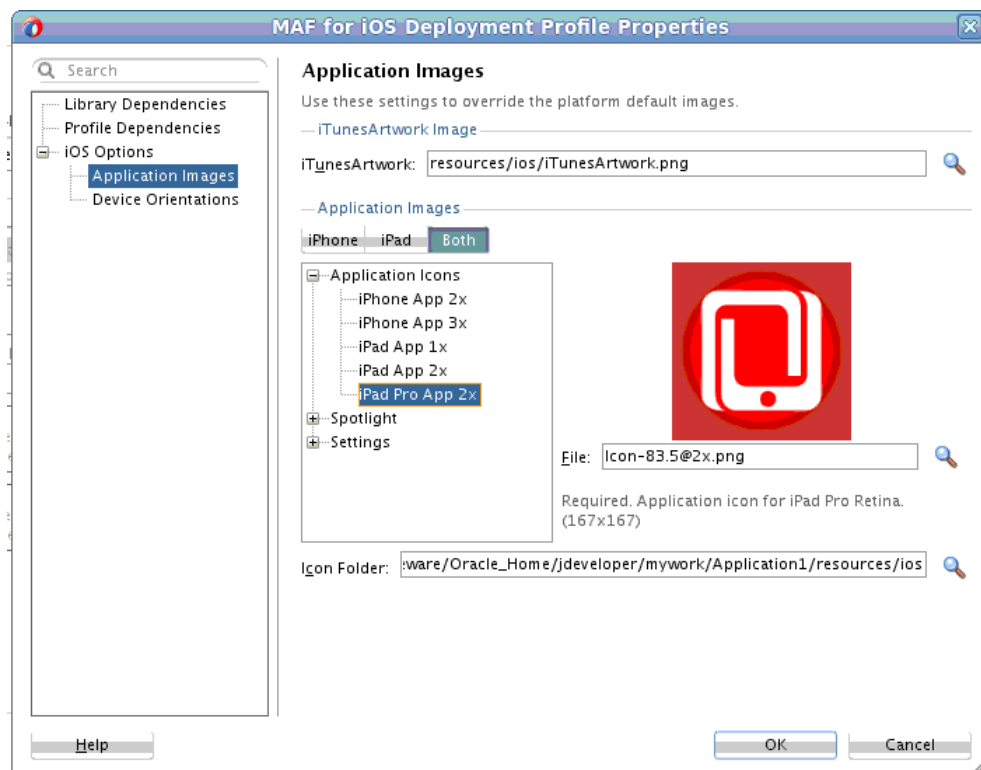 MAF for iOS Deployment Profile Properties
Search
Library Dependencies
Profile Dependencies
iOS Options
Application Images
Device Orientations
Application Images
Use these settings to override the platform default images.
iTunesArtwork Image
iTunesArtwork: resources/ios/iTunesArtwork.png
Application Images
iPhone iPad Both
Application Icons
iPhone App 2x
iPhone App 3x
iPad App 1x
iPad App 2x
iPad Pro App 2x
Spotlight
Settings
File: Icon-83.5@2x.png
Required. Application icon for iPad Pro Retina.
(167x167)
Icon Folder: :ware/Oracle_Home/jdeveloper/mywork/Application1/resources/ios
Help OK Cancel